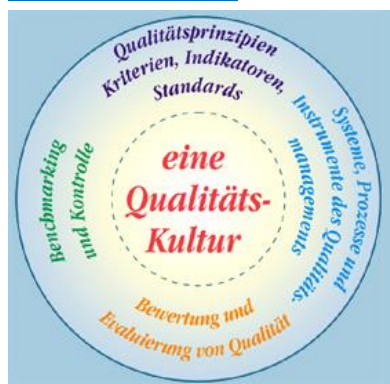 Qualitätsprinzipien
Kriterien, Indikatoren,
Standards
Systeme, Prozesse und
Instrumente des Qualitäts-
managements
eine
Qualitäts-
Kultur
Benchmarking
und Kontrolle
Bewertung und
Evaluierung von Qualität